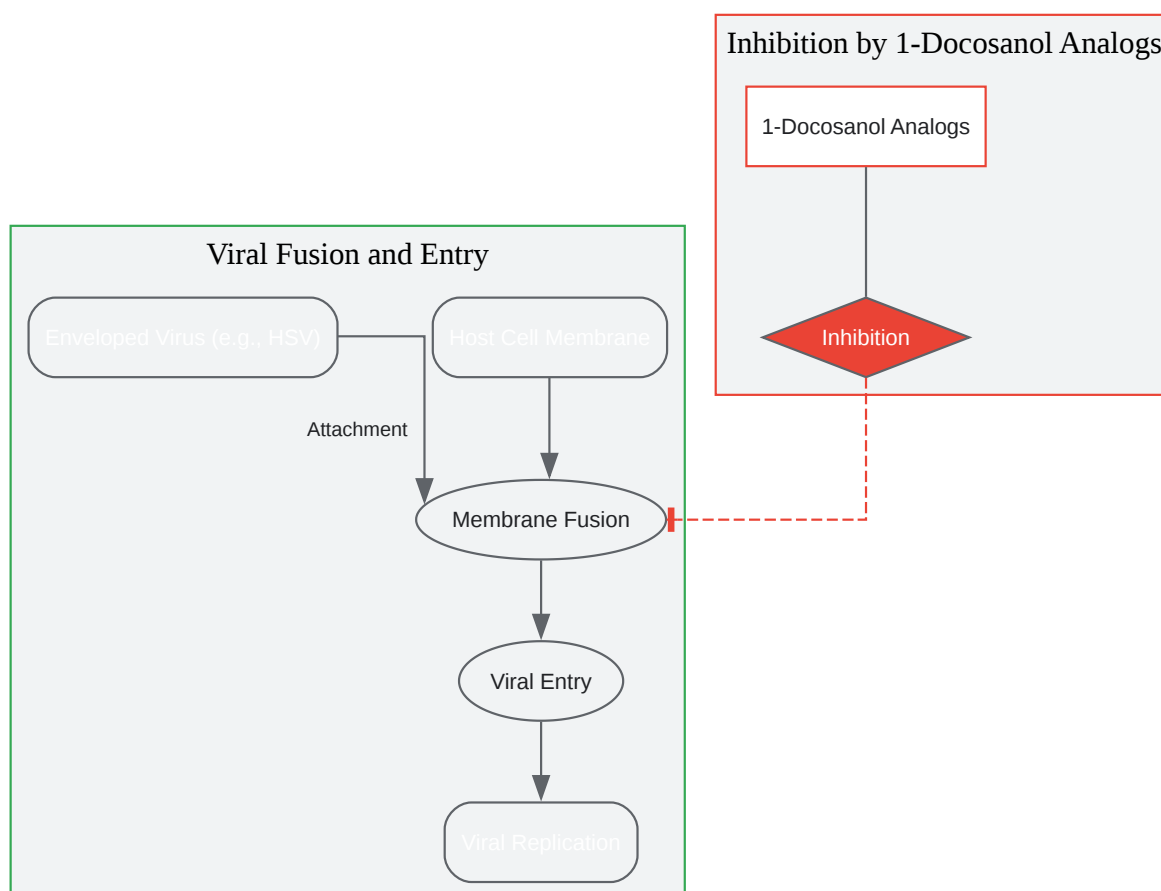 Inhibition by 1-Docosanol Analogs
1-Docosanol Analogs
Inhibition
Viral Fusion and Entry
Enveloped Virus (e.g., HSV)
Host Cell Membrane
Attachment
Membrane Fusion
Viral Entry
Viral Replication